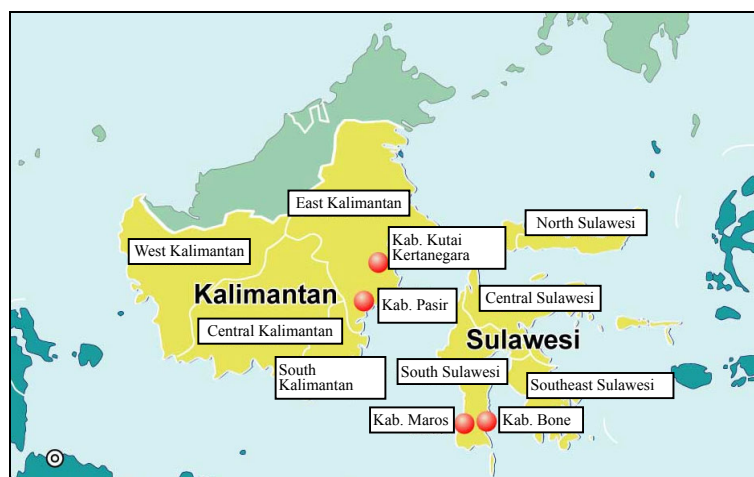 East Kalimantan
North Sulawesi
West Kalimantan
Kab. Kutai
Kertanegara
Kalimantan
Central Sulawesi
Kab. Pasir
Central Kalimantan
Sulawesi
South
Kalimantan
South Sulawesi
Southeast Sulawesi
Kab. Maros
Kab. Bone